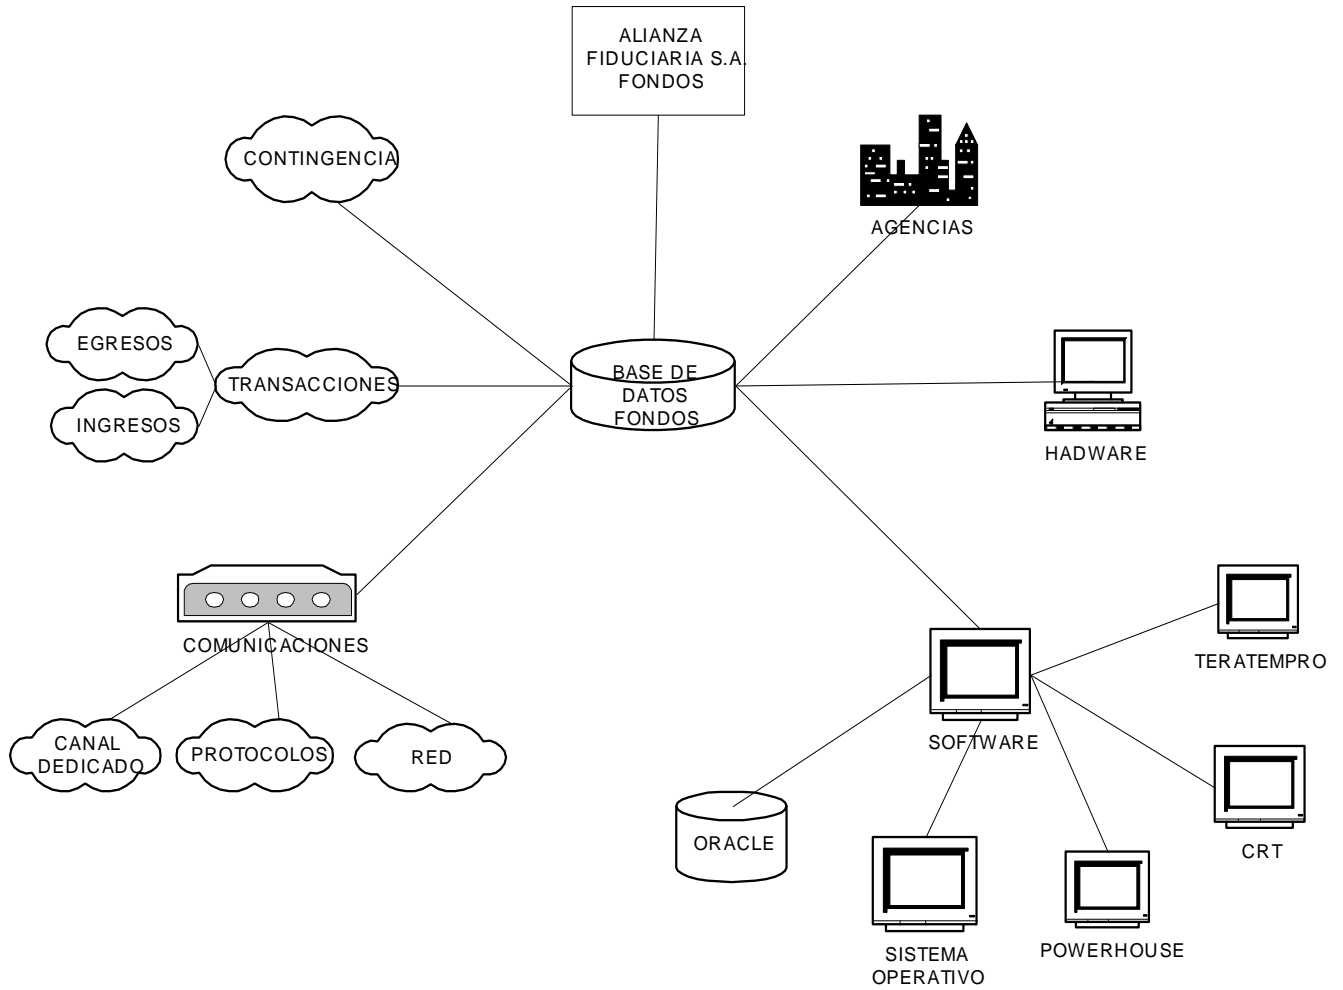 ALIANZA
FIDUCIARIA S.A.
FONDOS
CONTINGENCIA
AGENCIAS
EGRESOS
TRANSACCIONES
INGRESOS
BASE DE
DATOS
FONDOS
HADWARE
COMUNICACIONES
CANAL
DEDICADO
PROTOCOLOS
RED
SOFTWARE
TERATEMPRO
ORACLE
CRT
SISTEMA
OPERATIVO
POWERHOUSE